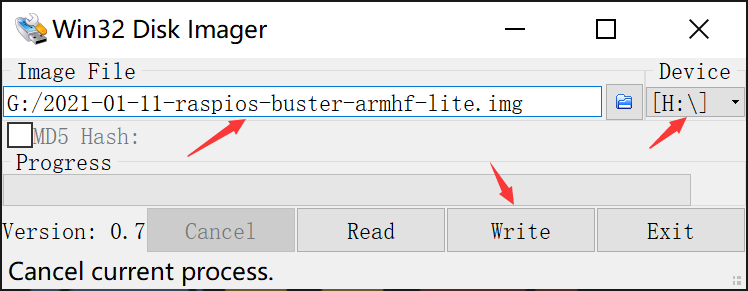 Win32 Disk Imager
Image File
Device
G:/2021-01-11-raspios-buster-armhf-lite.img
[H:\]
MD5 Hash:
Progress
Version: 0.7
Cancel
Read
Write
Exit
Cancel current process.